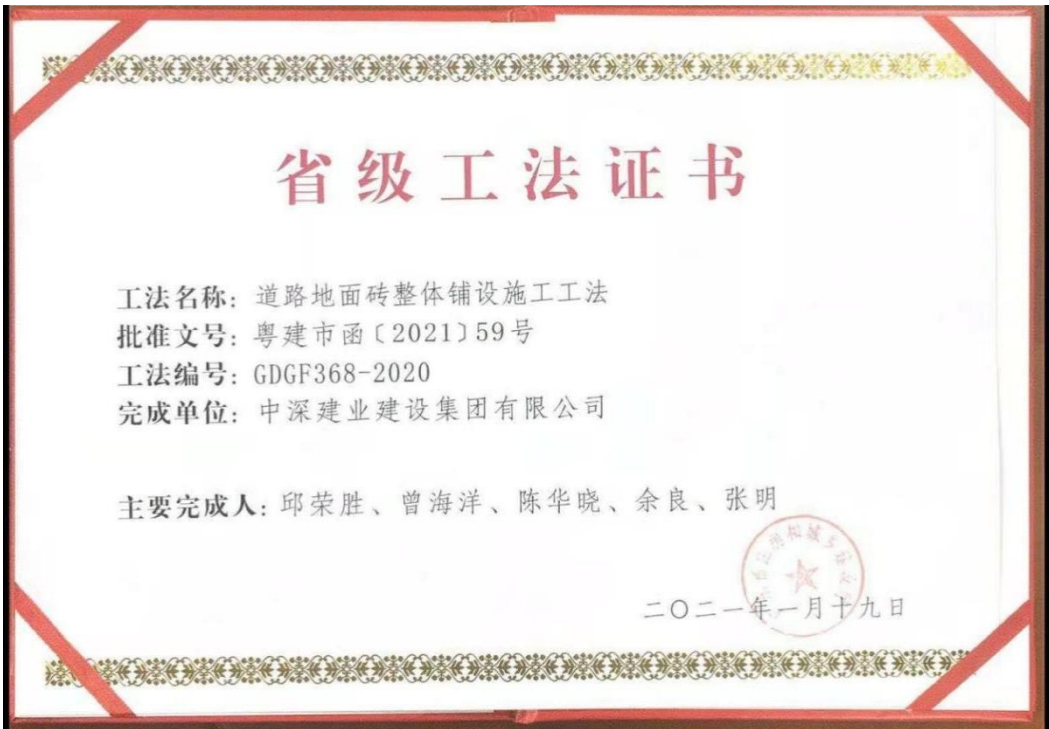 省级工法证书
工法名称：道路地面砖整体铺设施工工法
批准文号：粤建市函〔2021〕59号
工法编号：GDGF368-2020
完成单位：中深建业建设集团有限公司
主要完成人：邱荣胜、曾海洋、陈华晓、余良、张明
二〇二一年一月十九日